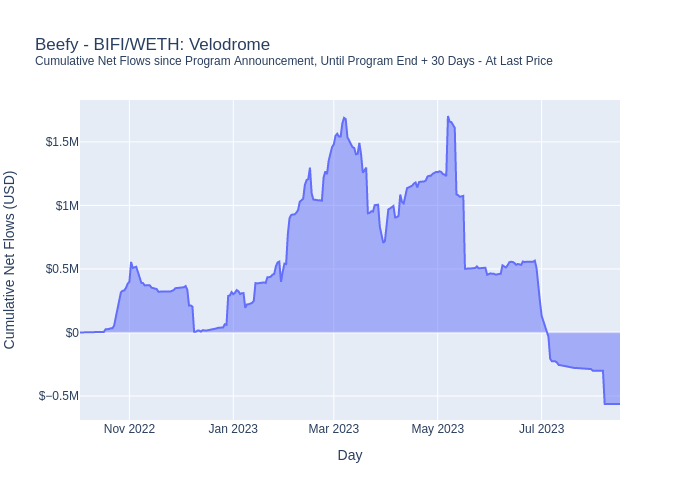 Beefy - BIFI/WETH: Velodrome
Cumulative Net Flows since Program Announcement, Until Program End + 30 Days - At Last Price
Cumulative Net Flows (USD)
$1.5M
$1M
$0.5M
$0
$−0.5M
Nov 2022
Jan 2023
Mar 2023
May 2023
Jul 2023
Day